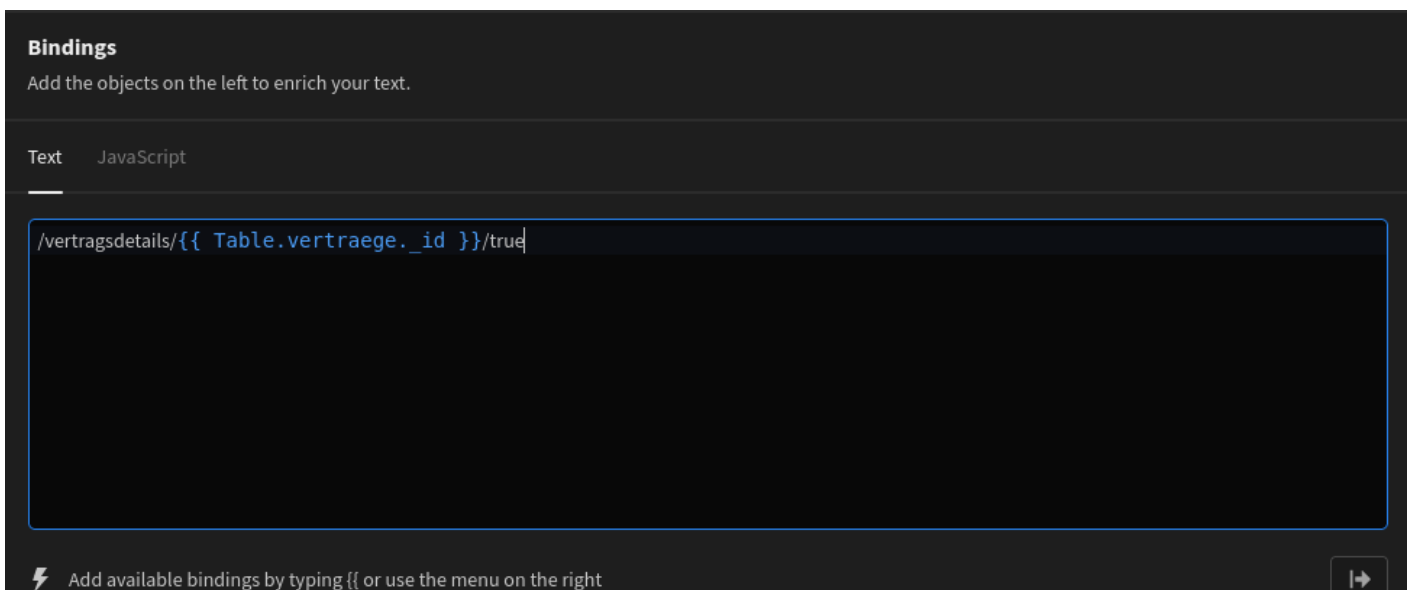 Bindings
Add the objects on the left to enrich your text.
Text JavaScript
/vertragsdetails/{{ Table.vertraege._id }}/true
Add available bindings by typing {{ or use the menu on the right